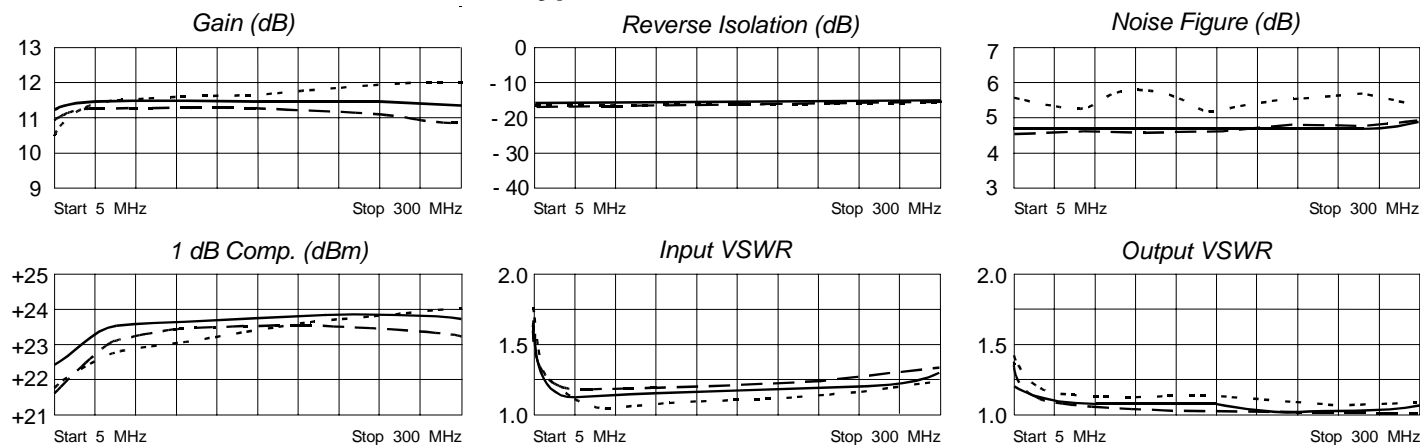 Gain (dB)
13
12
11
10
9
Start 5 MHz
Stop 300 MHz
Reverse Isolation (dB)
0
- 10
- 20
- 30
- 40
Start 5 MHz
Stop 300 MHz
Noise Figure (dB)
7
6
5
4
3
Start 5 MHz
Stop 300 MHz
1 dB Comp. (dBm)
+25
+24
+23
+22
+21
Start 5 MHz
Stop 300 MHz
Input VSWR
2.0
1.5
1.0
Start 5 MHz
Stop 300 MHz
Output VSWR
2.0
1.5
1.0
Start 5 MHz
Stop 300 MHz